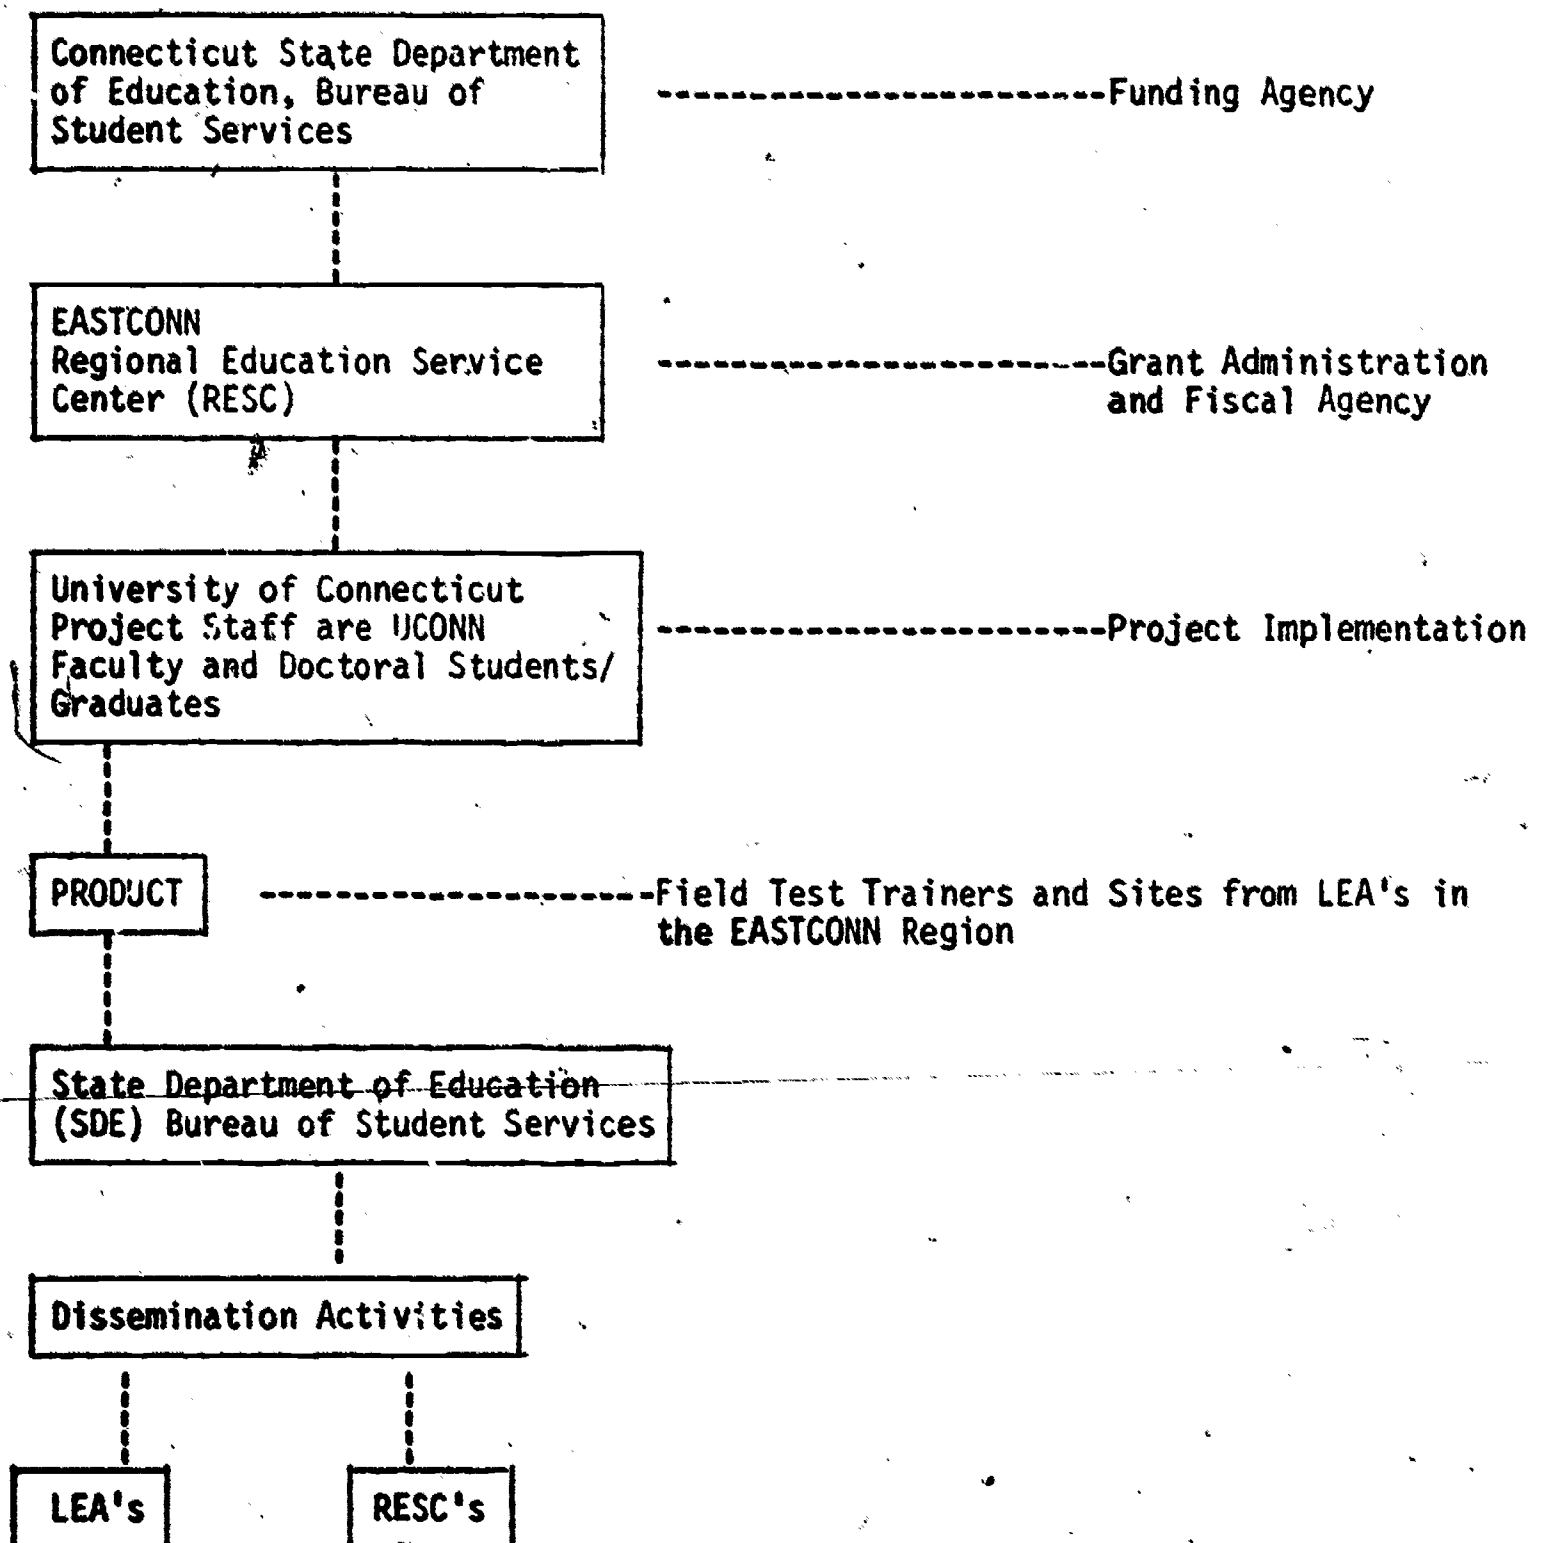 Connecticut State Department
of Education, Bureau of
Student Services
Funding Agency
EASTCONN
Regional Education Service
Center (RESC)
Grant Administration
and Fiscal Agency
University of Connecticut
Project Staff are UCONN
Faculty and Doctoral Students/
Graduates
Project Implementation
PRODUCT
Field Test Trainers and Sites from LEA's in
the EASTCONN Region
State Department of Education
(SDE) Bureau of Student Services
Dissemination Activities
LEA's
RESC's